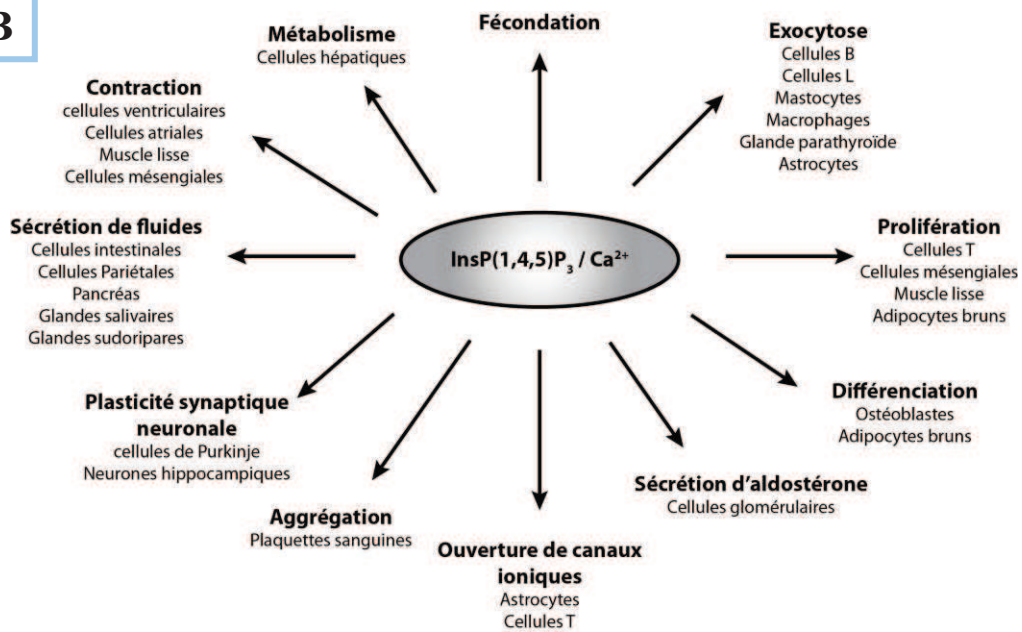 B
Fécondation
Métabolisme
Cellules hépatiques
Exocytose
Cellules B
Cellules L
Mastocytes
Macrophages
Glande parathyroïde
Astrocytes
Contraction
cellules ventriculaires
Cellules atriales
Muscle lisse
Cellules mésengiales
Sécrétion de fluides
Cellules intestinales
Cellules Pariétales
Pancréas
Glandes salivaires
Glandes sudoripares
InsP(1,4,5)P₃ / Ca²⁺
Prolifération
Cellules T
Cellules mésengiales
Muscle lisse
Adipocytes bruns
Différenciation
Ostéoblastes
Adipocytes bruns
Plasticité synaptique
neuronale
cellules de Purkinje
Neurones hippocampiques
Sécrétion d'aldostérone
Cellules glomérulaires
Aggrégation
Plaquettes sanguines
Ouverture de canaux
ioniques
Astrocytes
Cellules T